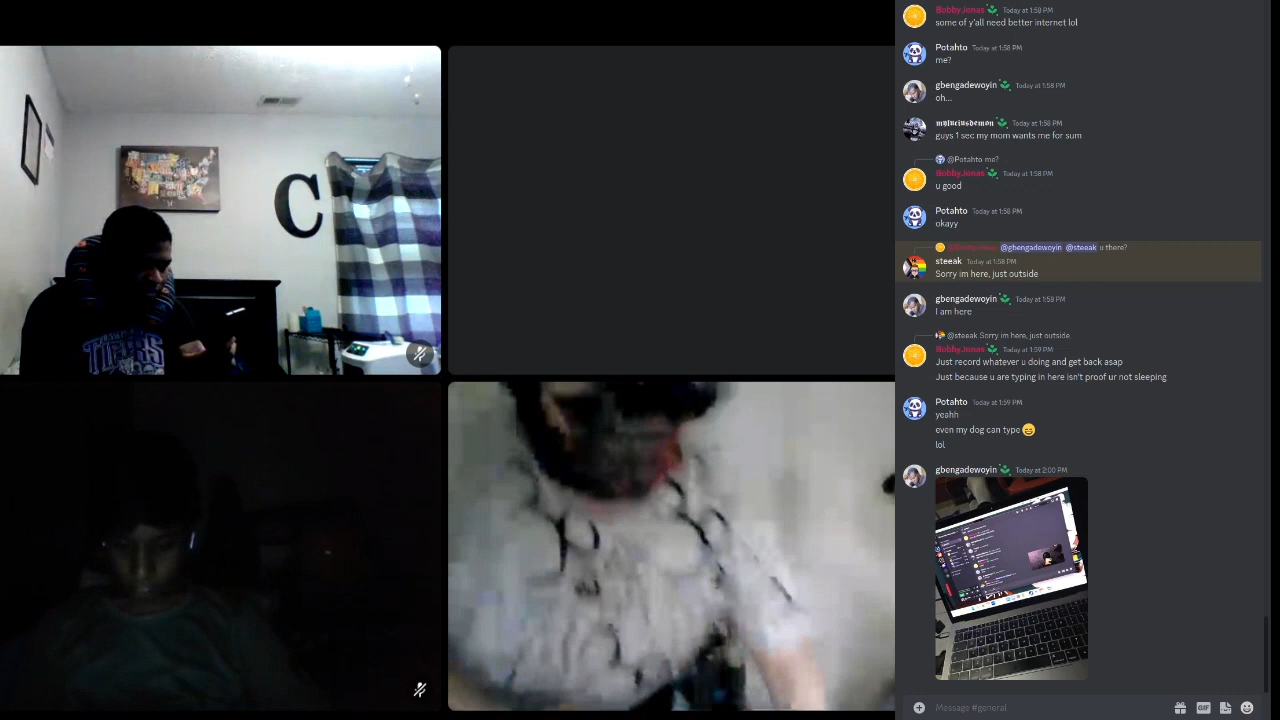 BobbyJonas Today at 1:58 PM
some of y'all need better internet lol
Potahto Today at 1:58 PM
me?
gbengadewoyin Today at 1:58 PM
oh...
myluciusdemon Today at 1:58 PM
guys 1 sec my mom wants me for sum
@Potahto me?
BobbyJonas Today at 1:58 PM
u good
Potahto Today at 1:58 PM
okayy
@gbengadewoyin @steeak u there?
steeak Today at 1:58 PM
Sorry im here, just outside
gbengadewoyin Today at 1:58 PM
I am here
@steeak Sorry im here, just outside
BobbyJonas Today at 1:59 PM
Just record whatever u doing and get back asap
Just because u are typing in here isn't proof ur not sleeping
Potahto Today at 1:59 PM
yeahh
even my dog can type
lol
gbengadewoyin Today at 2:00 PM
C
TIGERS
Message #general
GIF